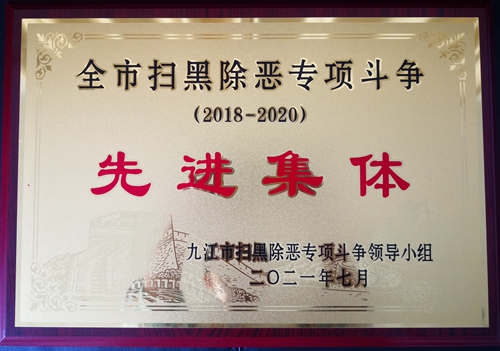 全市扫黑除恶专项斗争
(2018-2020)
先进集体
九江市扫黑除恶专项斗争领导小组
二〇二一年七月